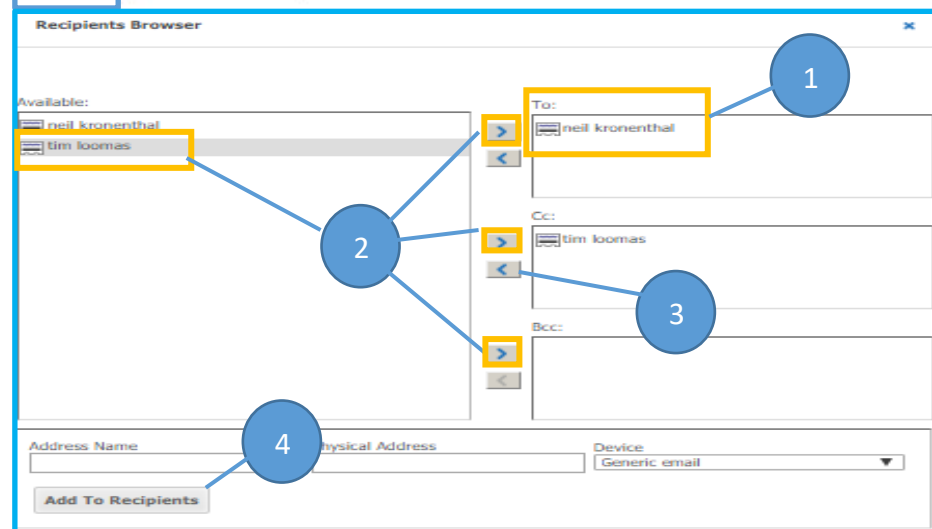 Recipients Browser
1
Available:
To:
neil kronenthal
tim loomas
>
neil kronenthal
<
2
Cc:
>
tim loomas
<
3
Bcc:
>
<
4
Address Name
hysical Address
Device
Generic email
Add To Recipients